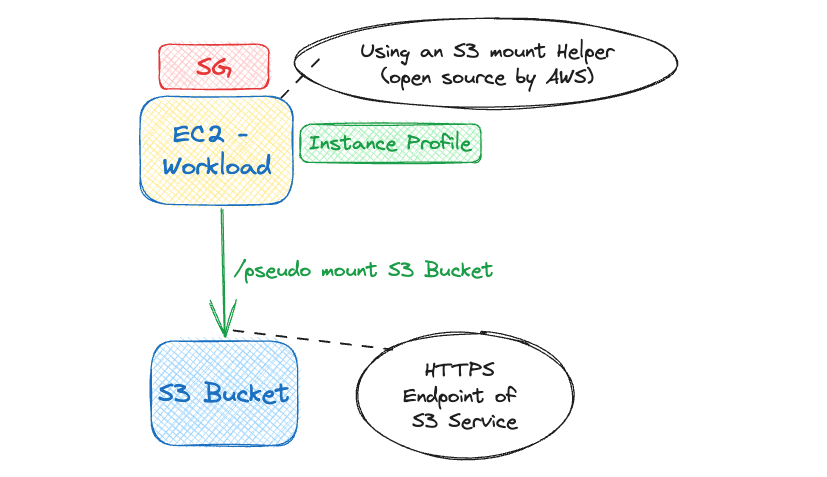 SG
Using an S3 mount Helper
(open source by AWS)
EC2 -
Workload
Instance Profile
/pseudo mount S3 Bucket
S3 Bucket
HTTPS
Endpoint of
S3 Service